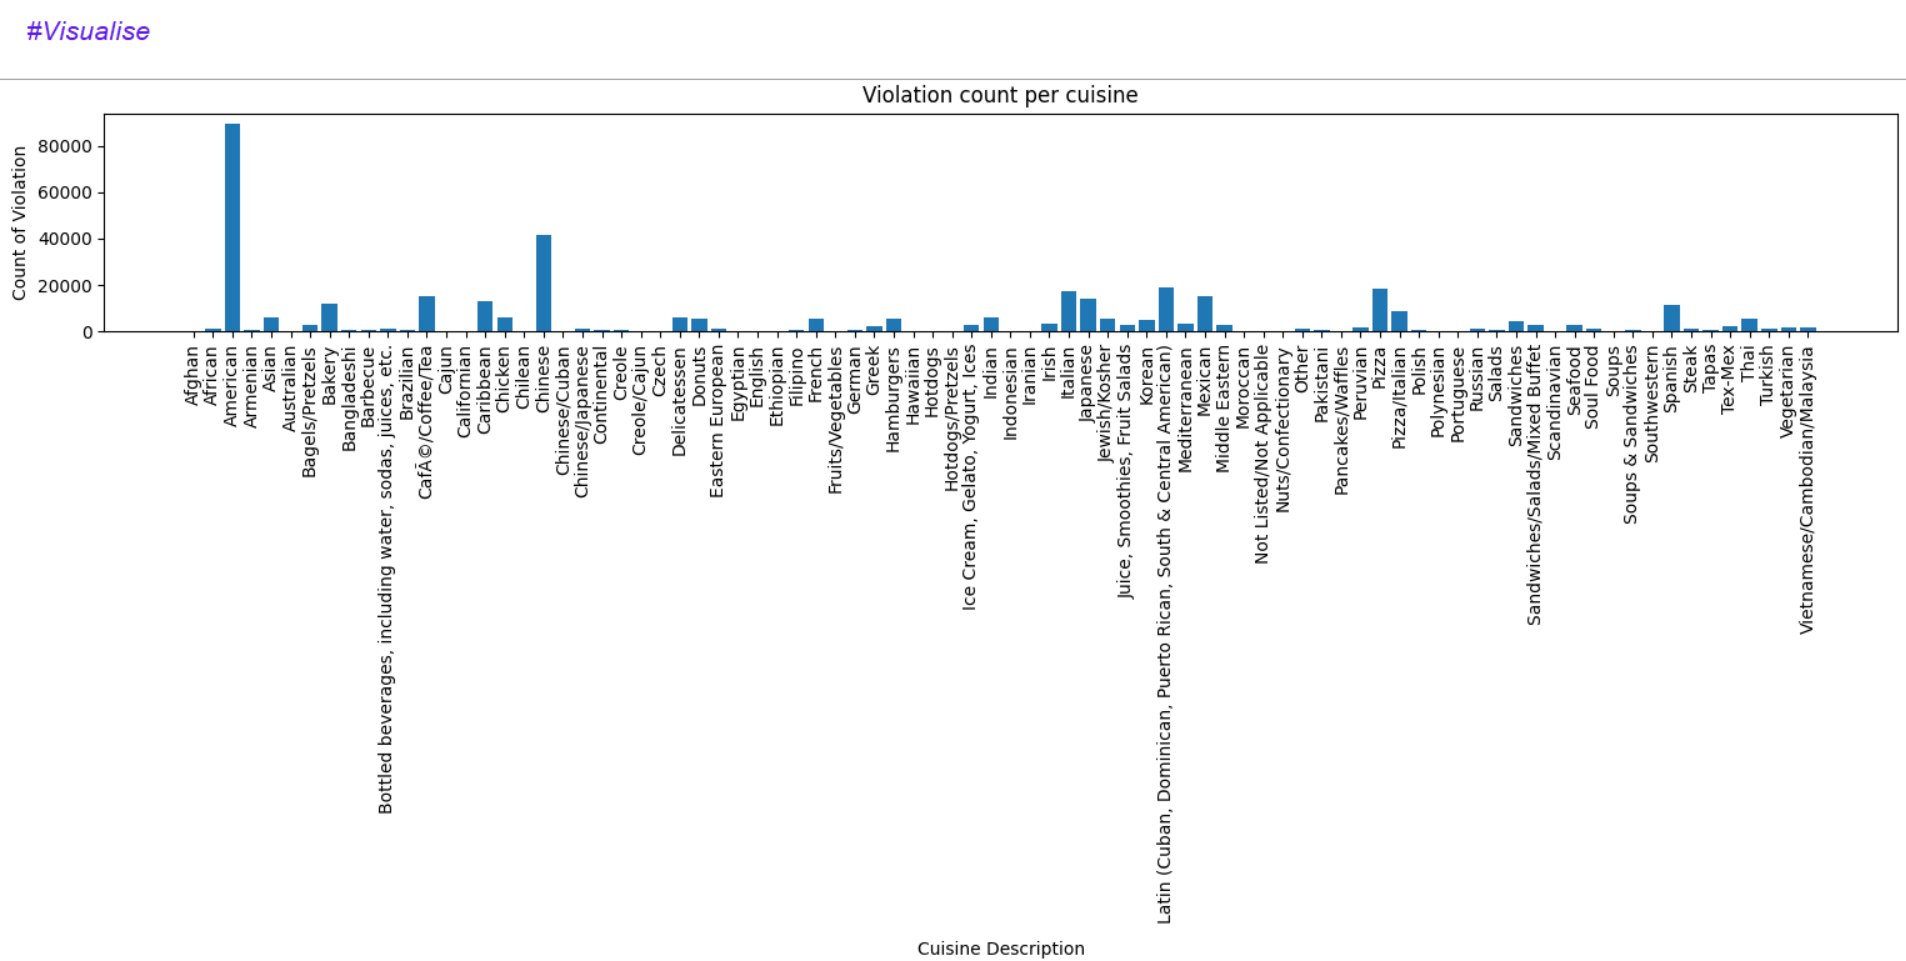 #Visualise
Violation count per cuisine
Count of Violation
80000
60000
40000
20000
0
Afghan
African
American
Armenian
Asian
Australian
Bagels/Pretzels
Bakery
Bangladeshi
Barbecue
Bottled beverages, including water, sodas, juices, etc.
Brazilian
CafÃ©/Coffee/Tea
Cajun
Californian
Caribbean
Chicken
Chilean
Chinese
Chinese/Cuban
Chinese/Japanese
Continental
Creole
Creole/Cajun
Czech
Delicatessen
Donuts
Eastern European
Egyptian
English
Ethiopian
Filipino
French
Fruits/Vegetables
German
Greek
Hamburgers
Hawaiian
Hotdogs
Hotdogs/Pretzels
Ice Cream, Gelato, Yogurt, Ices
Indian
Indonesian
Iranian
Irish
Italian
Japanese
Jewish/Kosher
Juice, Smoothies, Fruit Salads
Korean
Latin (Cuban, Dominican, Puerto Rican, South & Central American)
Mediterranean
Mexican
Middle Eastern
Moroccan
Not Listed/Not Applicable
Nuts/Confectionary
Other
Pakistani
Pancakes/Waffles
Peruvian
Pizza
Pizza/Italian
Polish
Polynesian
Portuguese
Russian
Salads
Sandwiches
Sandwiches/Salads/Mixed Buffet
Scandinavian
Seafood
Soul Food
Soups
Soups & Sandwiches
Southwestern
Spanish
Steak
Tapas
Tex-Mex
Thai
Turkish
Vegetarian
Vietnamese/Cambodian/Malaysia
Cuisine Description